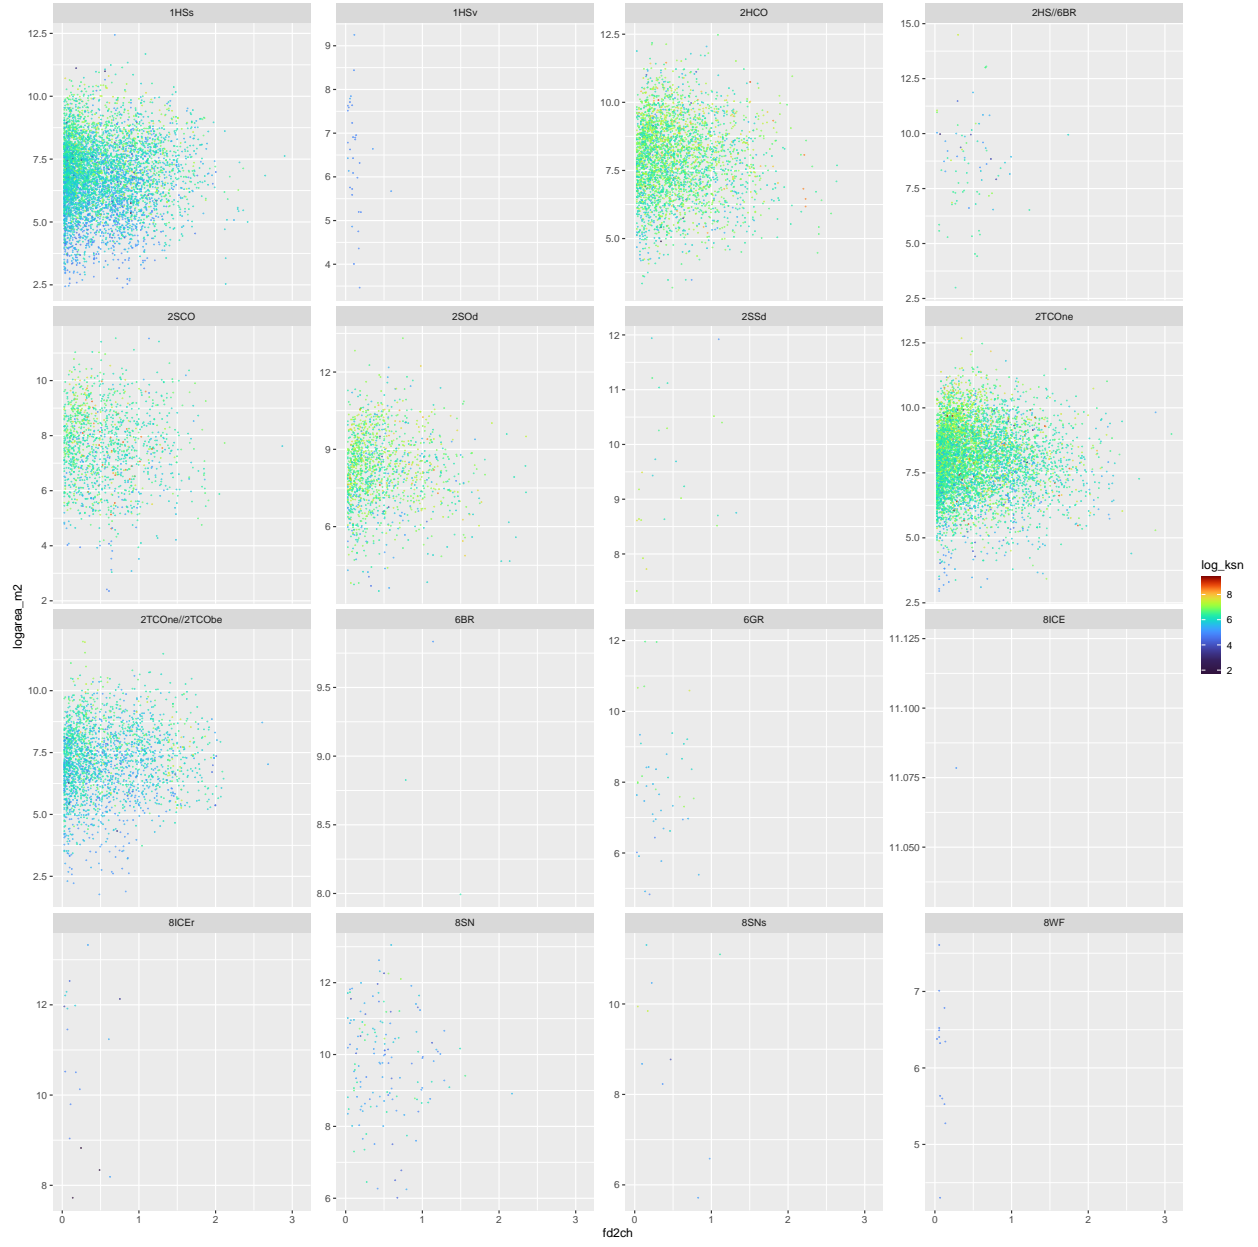 1HSs 1HSv 2HCO 2HS//6BR
12.5 10.0 7.5 5.0 2.5
9 8 7 6 5 4
12.5 10.0 7.5 5.0
15.0 12.5 10.0 7.5 5.0 2.5
2SCO 2SOd 2SSd 2TCOne
10 8 6 4 2
12 9 6
12 11 10 9 8
12.5 10.0 7.5 5.0 2.5
2TCOne//2TCObe 6BR 6GR 8ICE
10.0 7.5 5.0 2.5
9.5 9.0 8.5 8.0
12 10 8 6
11.125 11.100 11.075 11.050
8ICEr 8SN 8SNs 8WF
12 10 8
12 10 8 6
10 8 6
7 6 5 4
0 1 2 3
0 1 2 3
0 1 2 3
0 1 2 3
fd2ch
logarea_m2
log_ksn
8
6
4
2